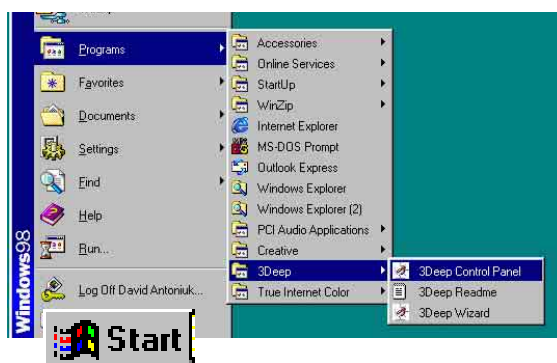 Programs
Favorites
Documents
Settings
Find
Help
Run...
Log Off David Antoniuk...
Windows98
Start
Accessories
Online Services
StartUp
WinZip
Internet Explorer
MS-DOS Prompt
Outlook Express
Windows Explorer
Windows Explorer (2)
PCI Audio Applications
Creative
3Deep
True Internet Color
3Deep Control Panel
3Deep Readme
3Deep Wizard